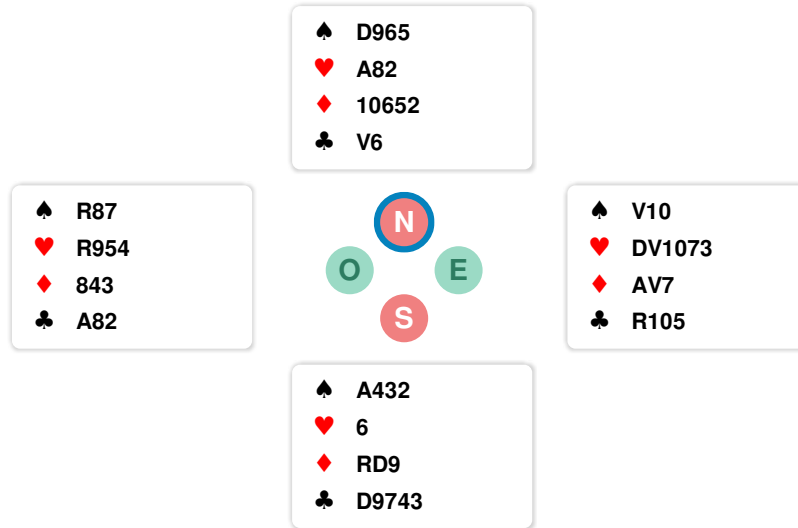 ♠ D965
♥ A82
♦ 10652
♣ V6
♠ R87
♥ R954
♦ 843
♣ A82
N
O E
S
♠ V10
♥ DV1073
♦ AV7
♣ R105
♠ A432
♥ 6
♦ RD9
♣ D9743